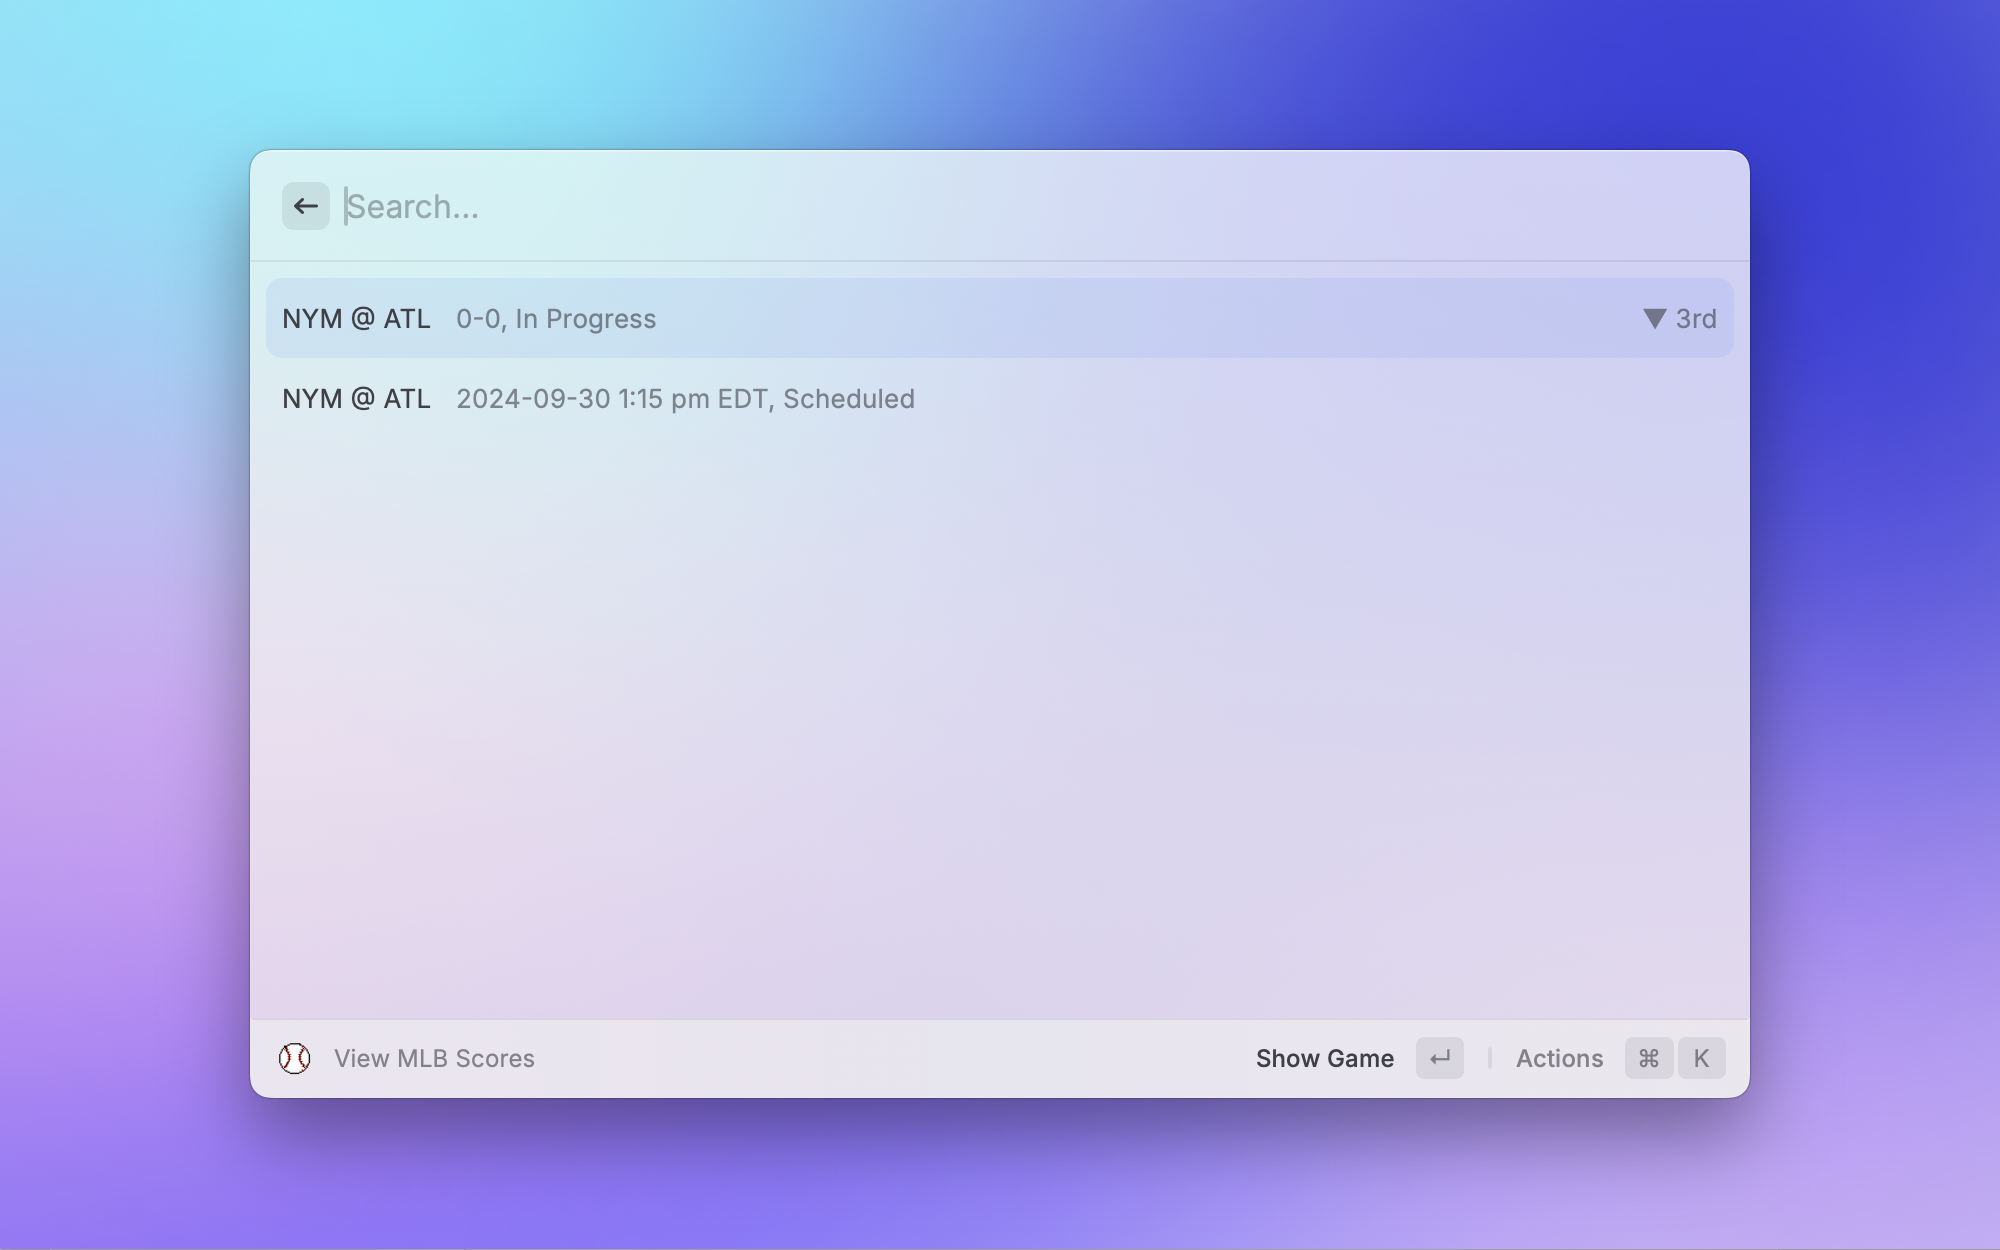 Search...
NYM @ ATL 0-0, In Progress ▼ 3rd
NYM @ ATL 2024-09-30 1:15 pm EDT, Scheduled
View MLB Scores Show Game ↵ Actions ⌘ K